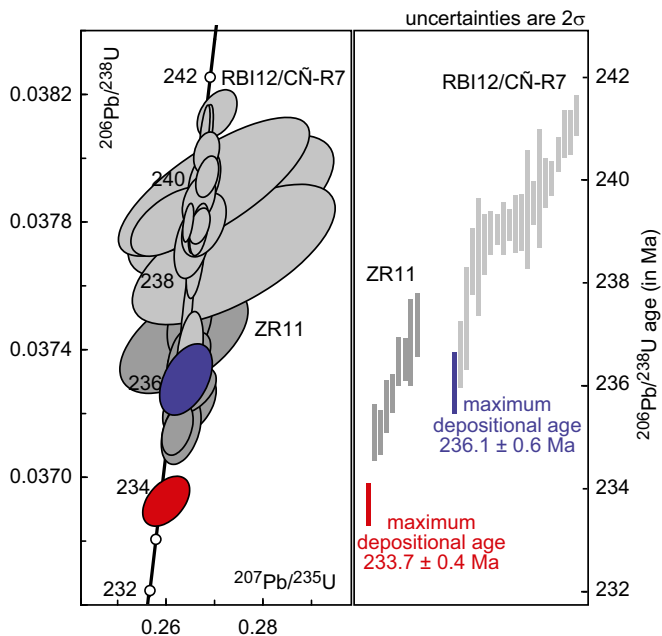 uncertainties are 2σ
206Pb/238U
242
RBI12/CÑ-R7
240
238
ZR11
236
234
232
207Pb/235U
0.0382
0.0378
0.0374
0.0370
0.26
0.28
RBI12/CÑ-R7
ZR11
maximum
depositional age
236.1 ± 0.6 Ma
maximum
depositional age
233.7 ± 0.4 Ma
242
240
238
236
234
232
206Pb/238U age (in Ma)